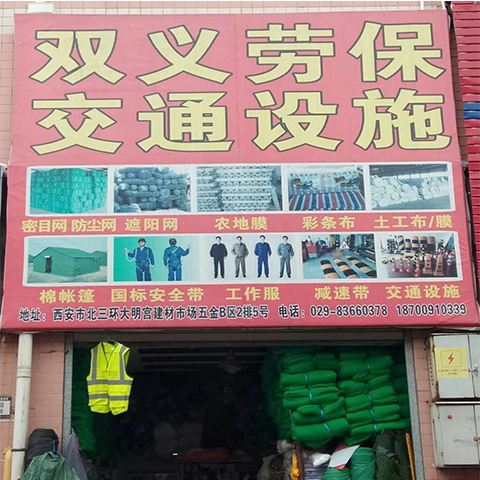 双义劳保
交通设施
密目网 防尘网 遮阳网 农地膜 彩条布 土工布/膜
棉帐篷 国标安全带 工作服 减速带 交通设施
地址：西安市北三环大明宫建材市场五金B区2排5号 电话：029-83660378 18700910339